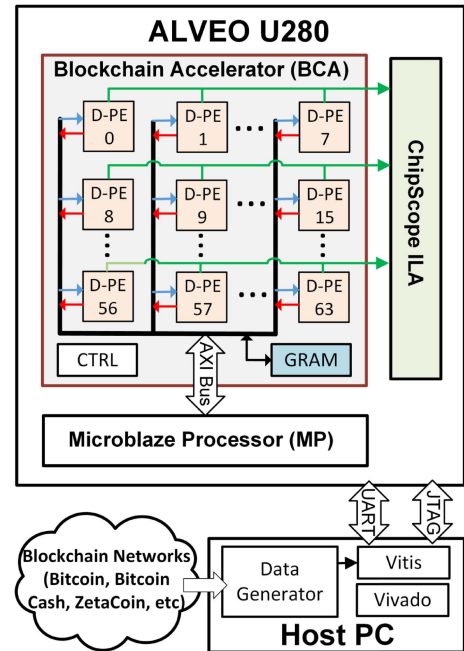 ALVEO U280
Blockchain Accelerator (BCA)
D-PE
0
D-PE
1
D-PE
7
D-PE
8
D-PE
9
D-PE
15
D-PE
56
D-PE
57
D-PE
63
ChipScope ILA
CTRL
AXI Bus
GRAM
Microblaze Processor (MP)
UART
JTAG
Blockchain Networks
(Bitcoin, Bitcoin
Cash, ZetaCoin, etc)
Data
Generator
Vitis
Vivado
Host PC